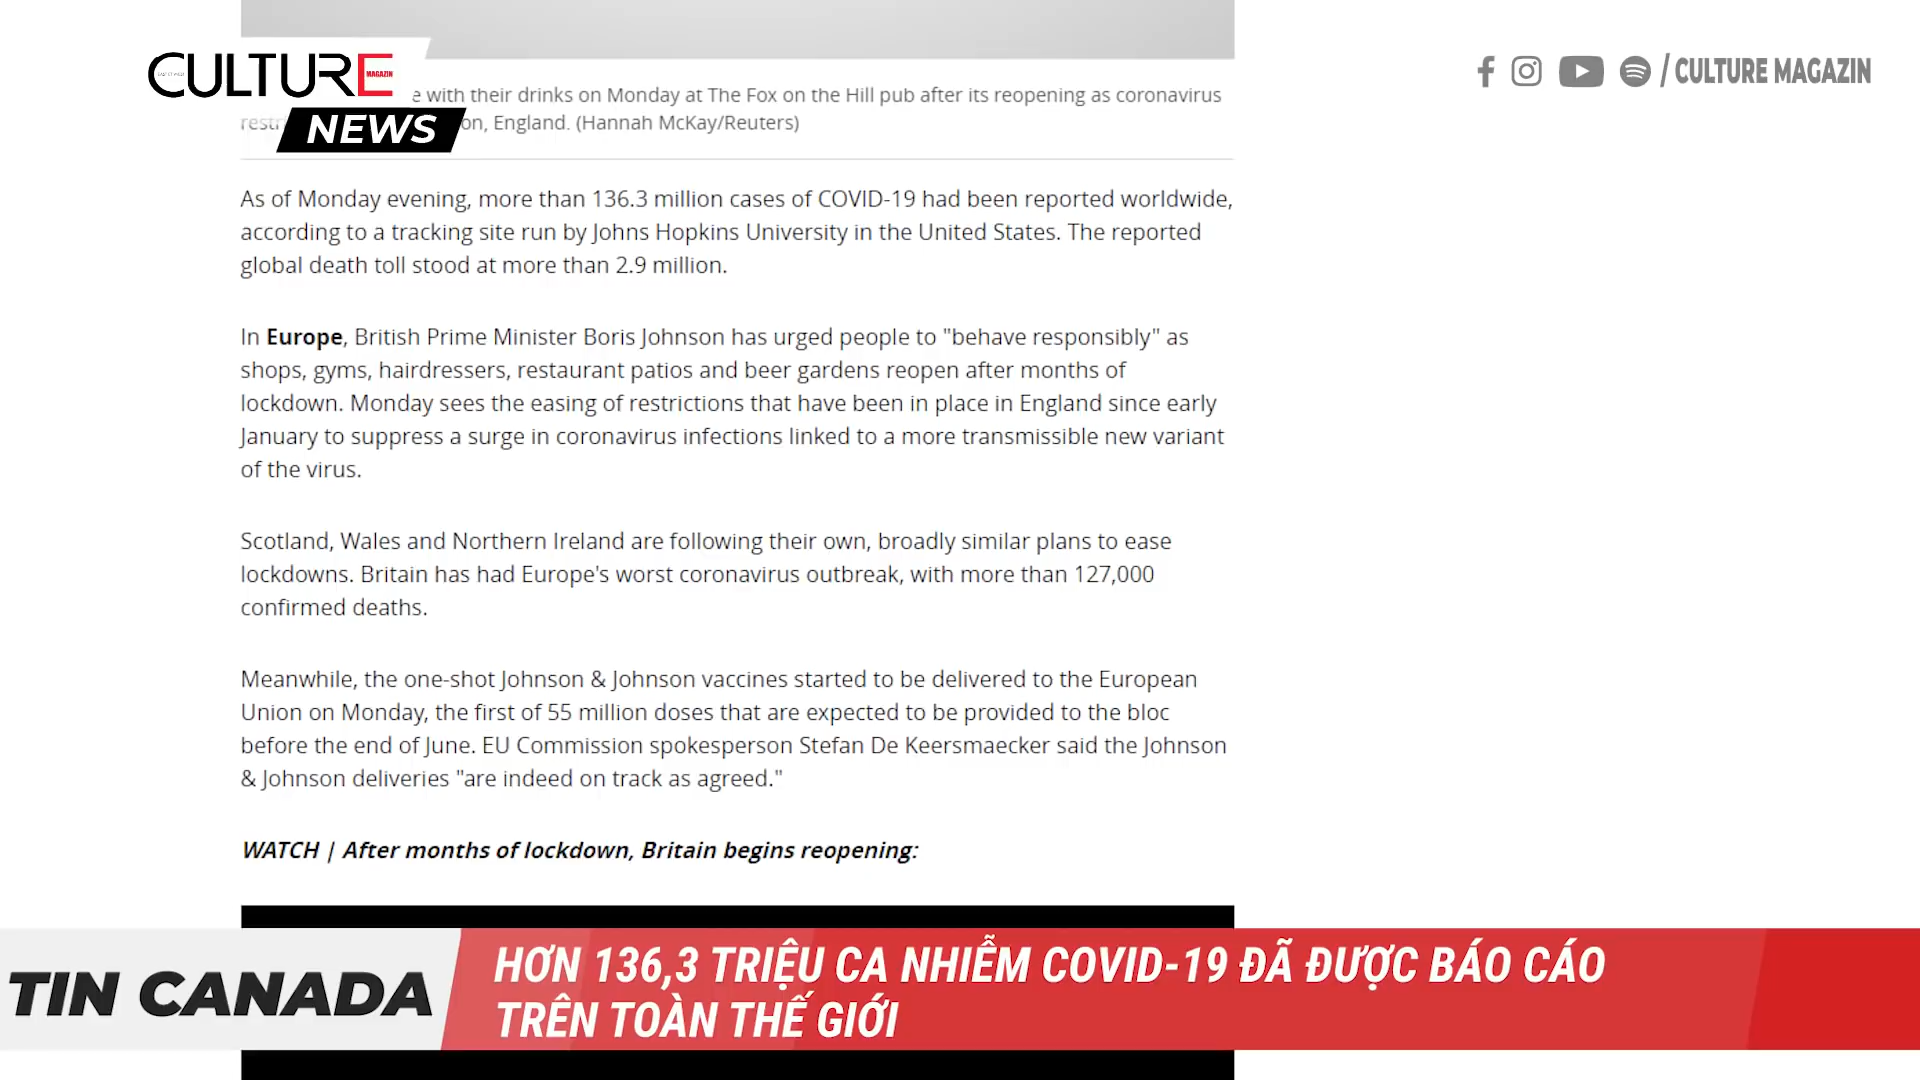 CULTURE
MAGAZIN
NEWS
/ CULTURE MAGAZIN
e with their drinks on Monday at The Fox on the Hill pub after its reopening as coronavirus
on, England. (Hannah McKay/Reuters)
As of Monday evening, more than 136.3 million cases of COVID-19 had been reported worldwide,
according to a tracking site run by Johns Hopkins University in the United States. The reported
global death toll stood at more than 2.9 million.
In Europe, British Prime Minister Boris Johnson has urged people to "behave responsibly" as
shops, gyms, hairdressers, restaurant patios and beer gardens reopen after months of
lockdown. Monday sees the easing of restrictions that have been in place in England since early
January to suppress a surge in coronavirus infections linked to a more transmissible new variant
of the virus.
Scotland, Wales and Northern Ireland are following their own, broadly similar plans to ease
lockdowns. Britain has had Europe's worst coronavirus outbreak, with more than 127,000
confirmed deaths.
Meanwhile, the one-shot Johnson & Johnson vaccines started to be delivered to the European
Union on Monday, the first of 55 million doses that are expected to be provided to the bloc
before the end of June. EU Commission spokesperson Stefan De Keersmaecker said the Johnson
& Johnson deliveries "are indeed on track as agreed."
WATCH | After months of lockdown, Britain begins reopening:
TIN CANADA
HƠN 136,3 TRIỆU CA NHIỄM COVID-19 ĐÃ ĐƯỢC BÁO CÁO
TRÊN TOÀN THẾ GIỚI